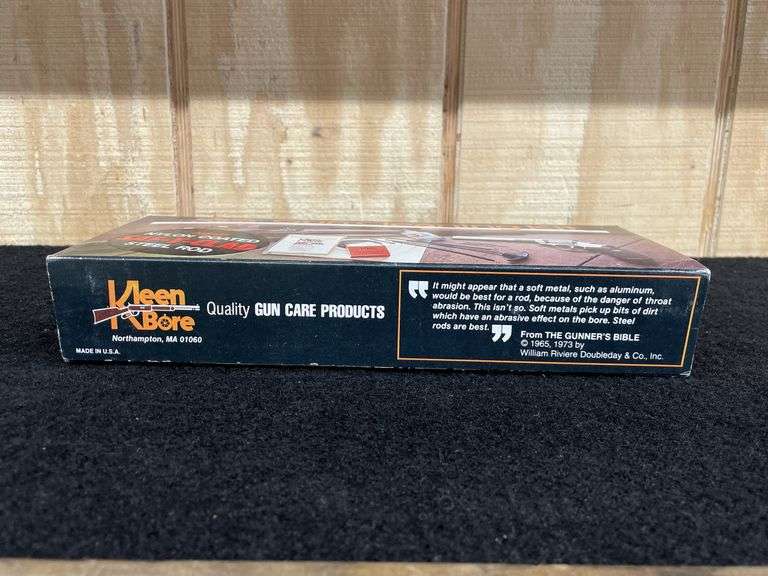 NYLON COATED
STEEL ROD
Kleen
Bore
Quality GUN CARE PRODUCTS
Northampton, MA 01060
MADE IN U.S.A.
“ It might appear that a soft metal, such as aluminum,
would be best for a rod, because of the danger of throat
abrasion. This isn't so. Soft metals pick up bits of dirt
which have an abrasive effect on the bore. Steel
rods are best. ”
From THE GUNNER'S BIBLE
© 1965, 1973 by
William Riviere Doubleday & Co., Inc.